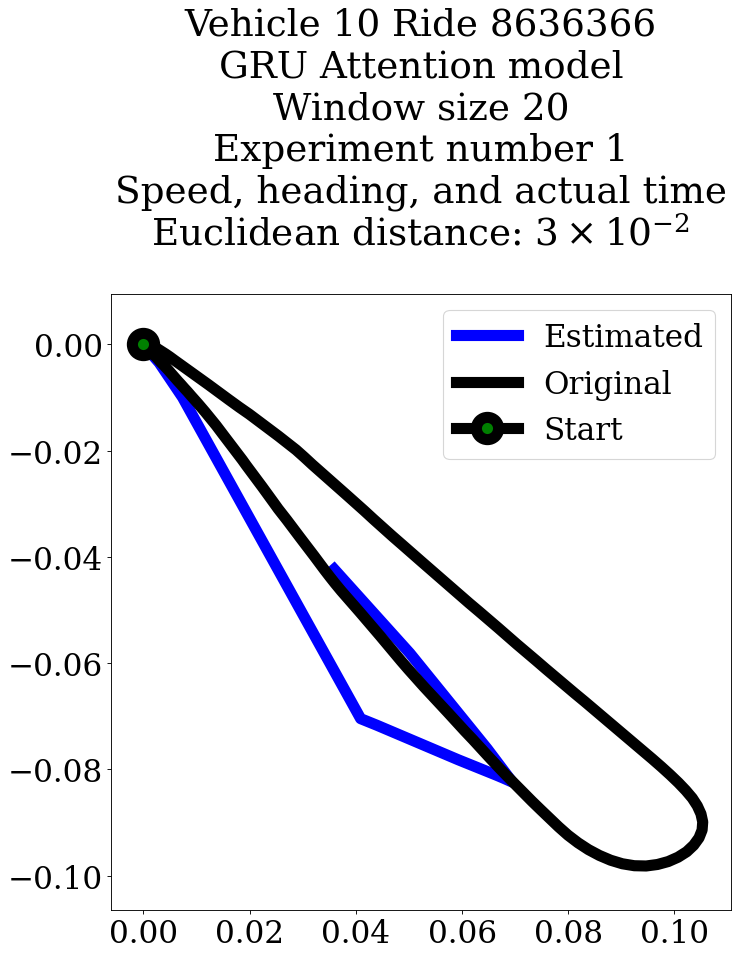 Vehicle 10 Ride 8636366
GRU Attention model
Window size 20
Experiment number 1
Speed, heading, and actual time
Euclidean distance: 3 × 10⁻²
Estimated
Original
Start
0.00
−0.02
−0.04
−0.06
−0.08
−0.10
0.00 0.02 0.04 0.06 0.08 0.10